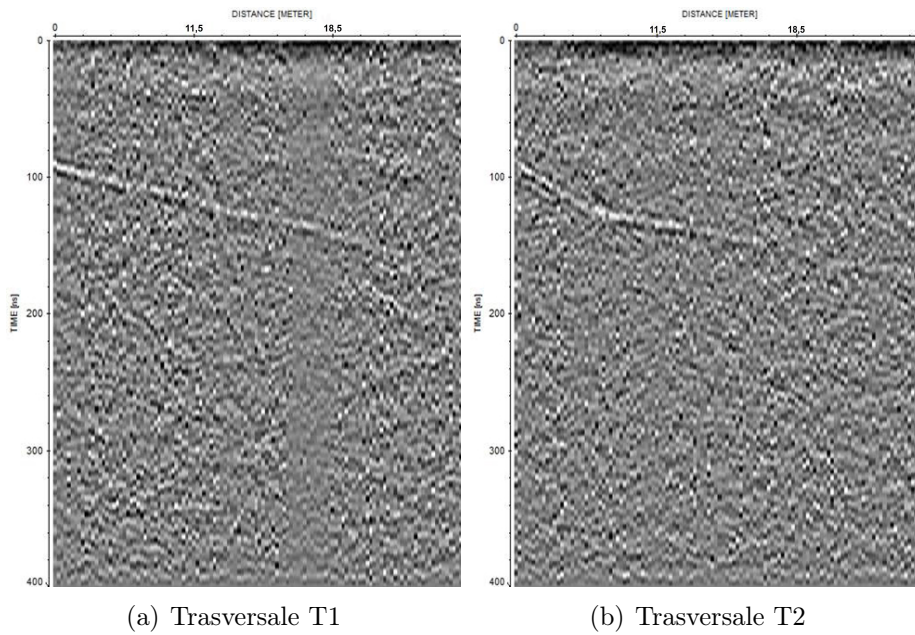 DISTANCE [METER]
0 11,5 18,5
0
100
200
300
400
TIME [ns]
(a) Trasversale T1
DISTANCE [METER]
0 11,5 18,5
0
100
200
300
400
TIME [ns]
(b) Trasversale T2